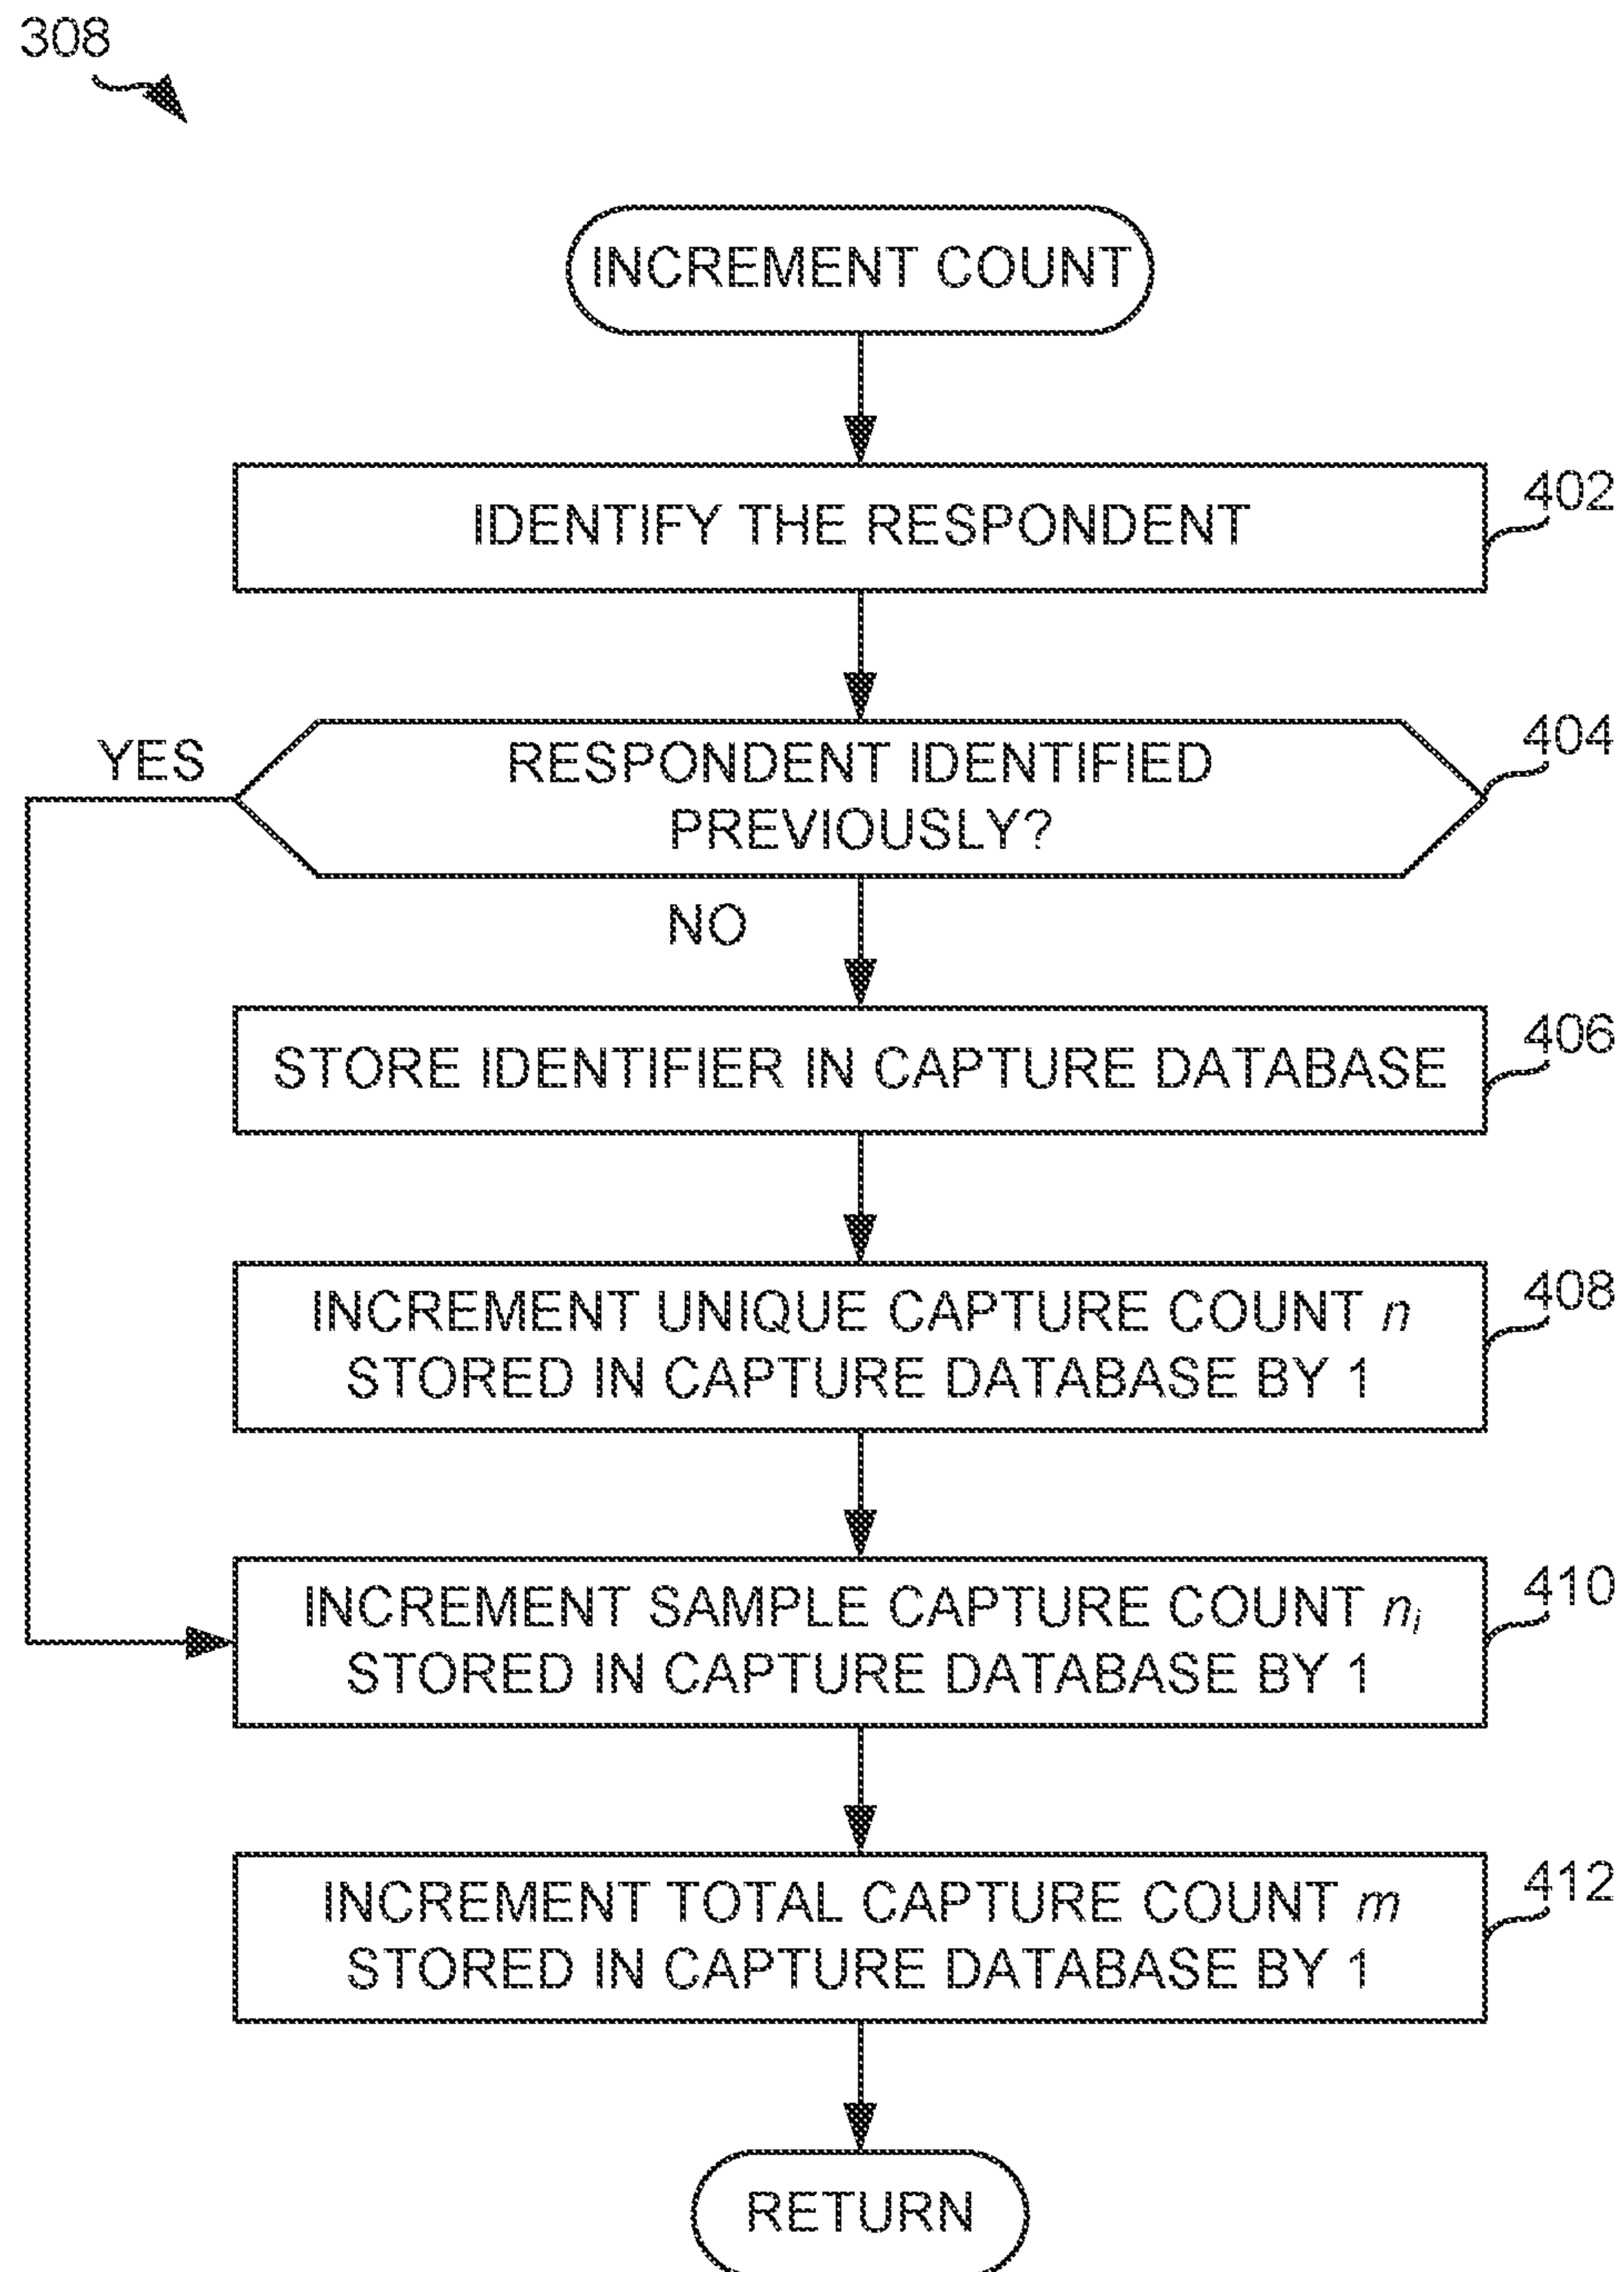 308
INCREMENT COUNT
IDENTIFY THE RESPONDENT
402
YES
RESPONDENT IDENTIFIED
PREVIOUSLY?
404
NO
STORE IDENTIFIER IN CAPTURE DATABASE
406
INCREMENT UNIQUE CAPTURE COUNT n
STORED IN CAPTURE DATABASE BY 1
408
INCREMENT SAMPLE CAPTURE COUNT nᵢ
STORED IN CAPTURE DATABASE BY 1
410
INCREMENT TOTAL CAPTURE COUNT m
STORED IN CAPTURE DATABASE BY 1
412
RETURN